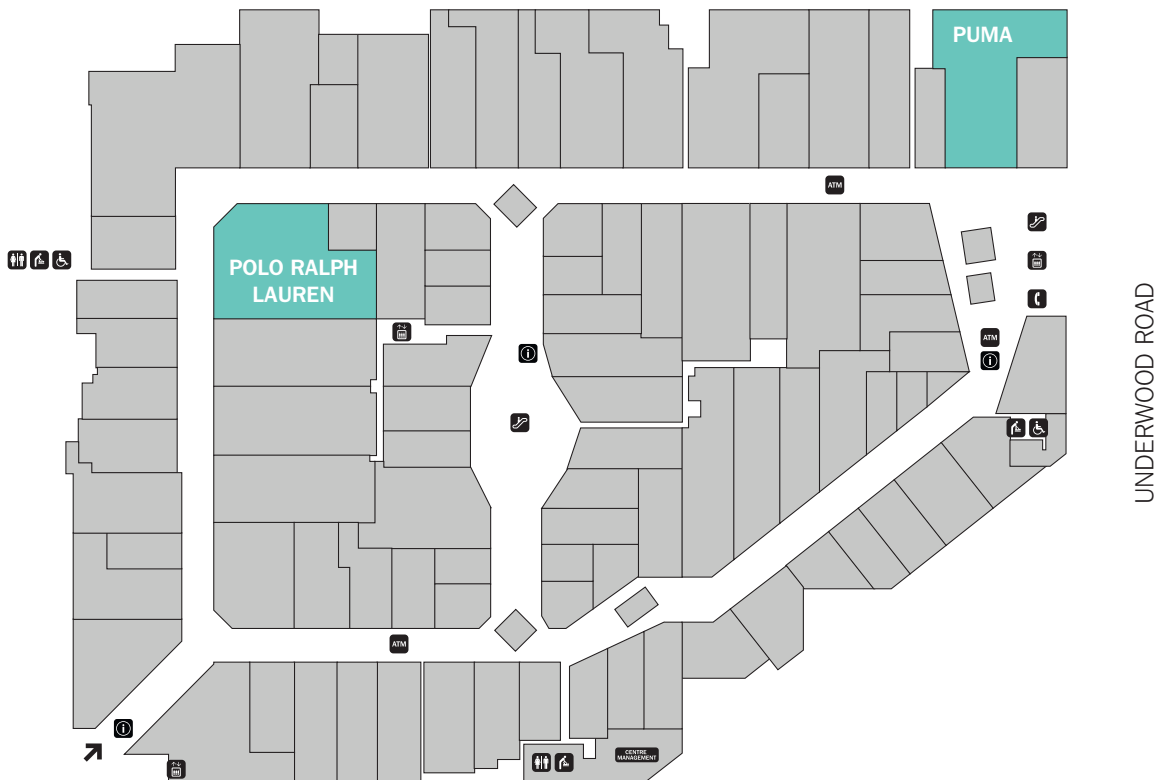 PUMA
ATM
POLO RALPH
LAUREN
ATM
UNDERWOOD ROAD
ATM
CENTRE
MANAGEMENT